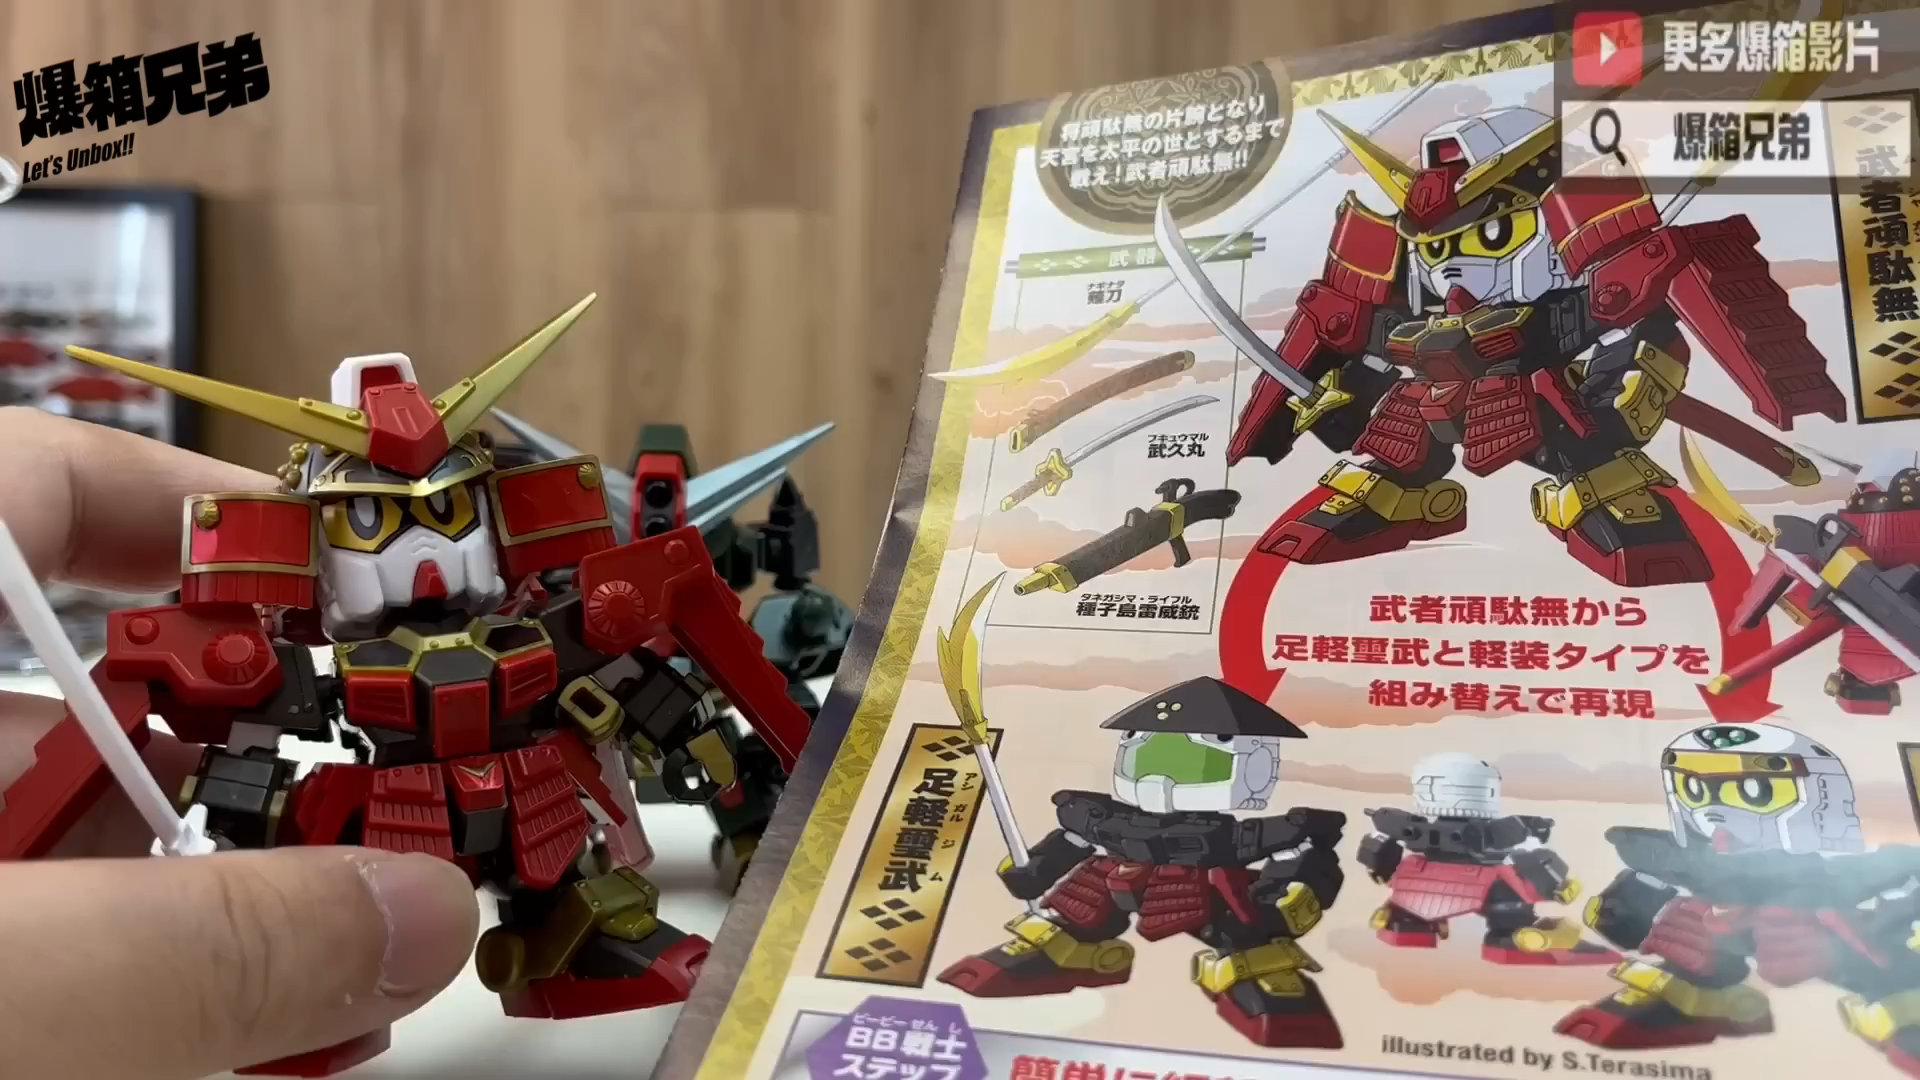 爆箱兄弟
Let's Unbox!!
更多爆箱影片
爆箱兄弟
将頑駄無の片腕となり
天宮を太平の世とするまで
戦え!武者頑駄無!!
武器
ナギナタ
薙刀
ブキュウマル
武久丸
タネガシマ・ライフル
種子島雷威銃
武者頑駄無
武者頑駄無から
足軽璽武と軽装タイプを
組み替えで再現
足軽璽武
アシガルジム
ビービーせんし
BB戦士
ステップ
illustrated by S.Terasima